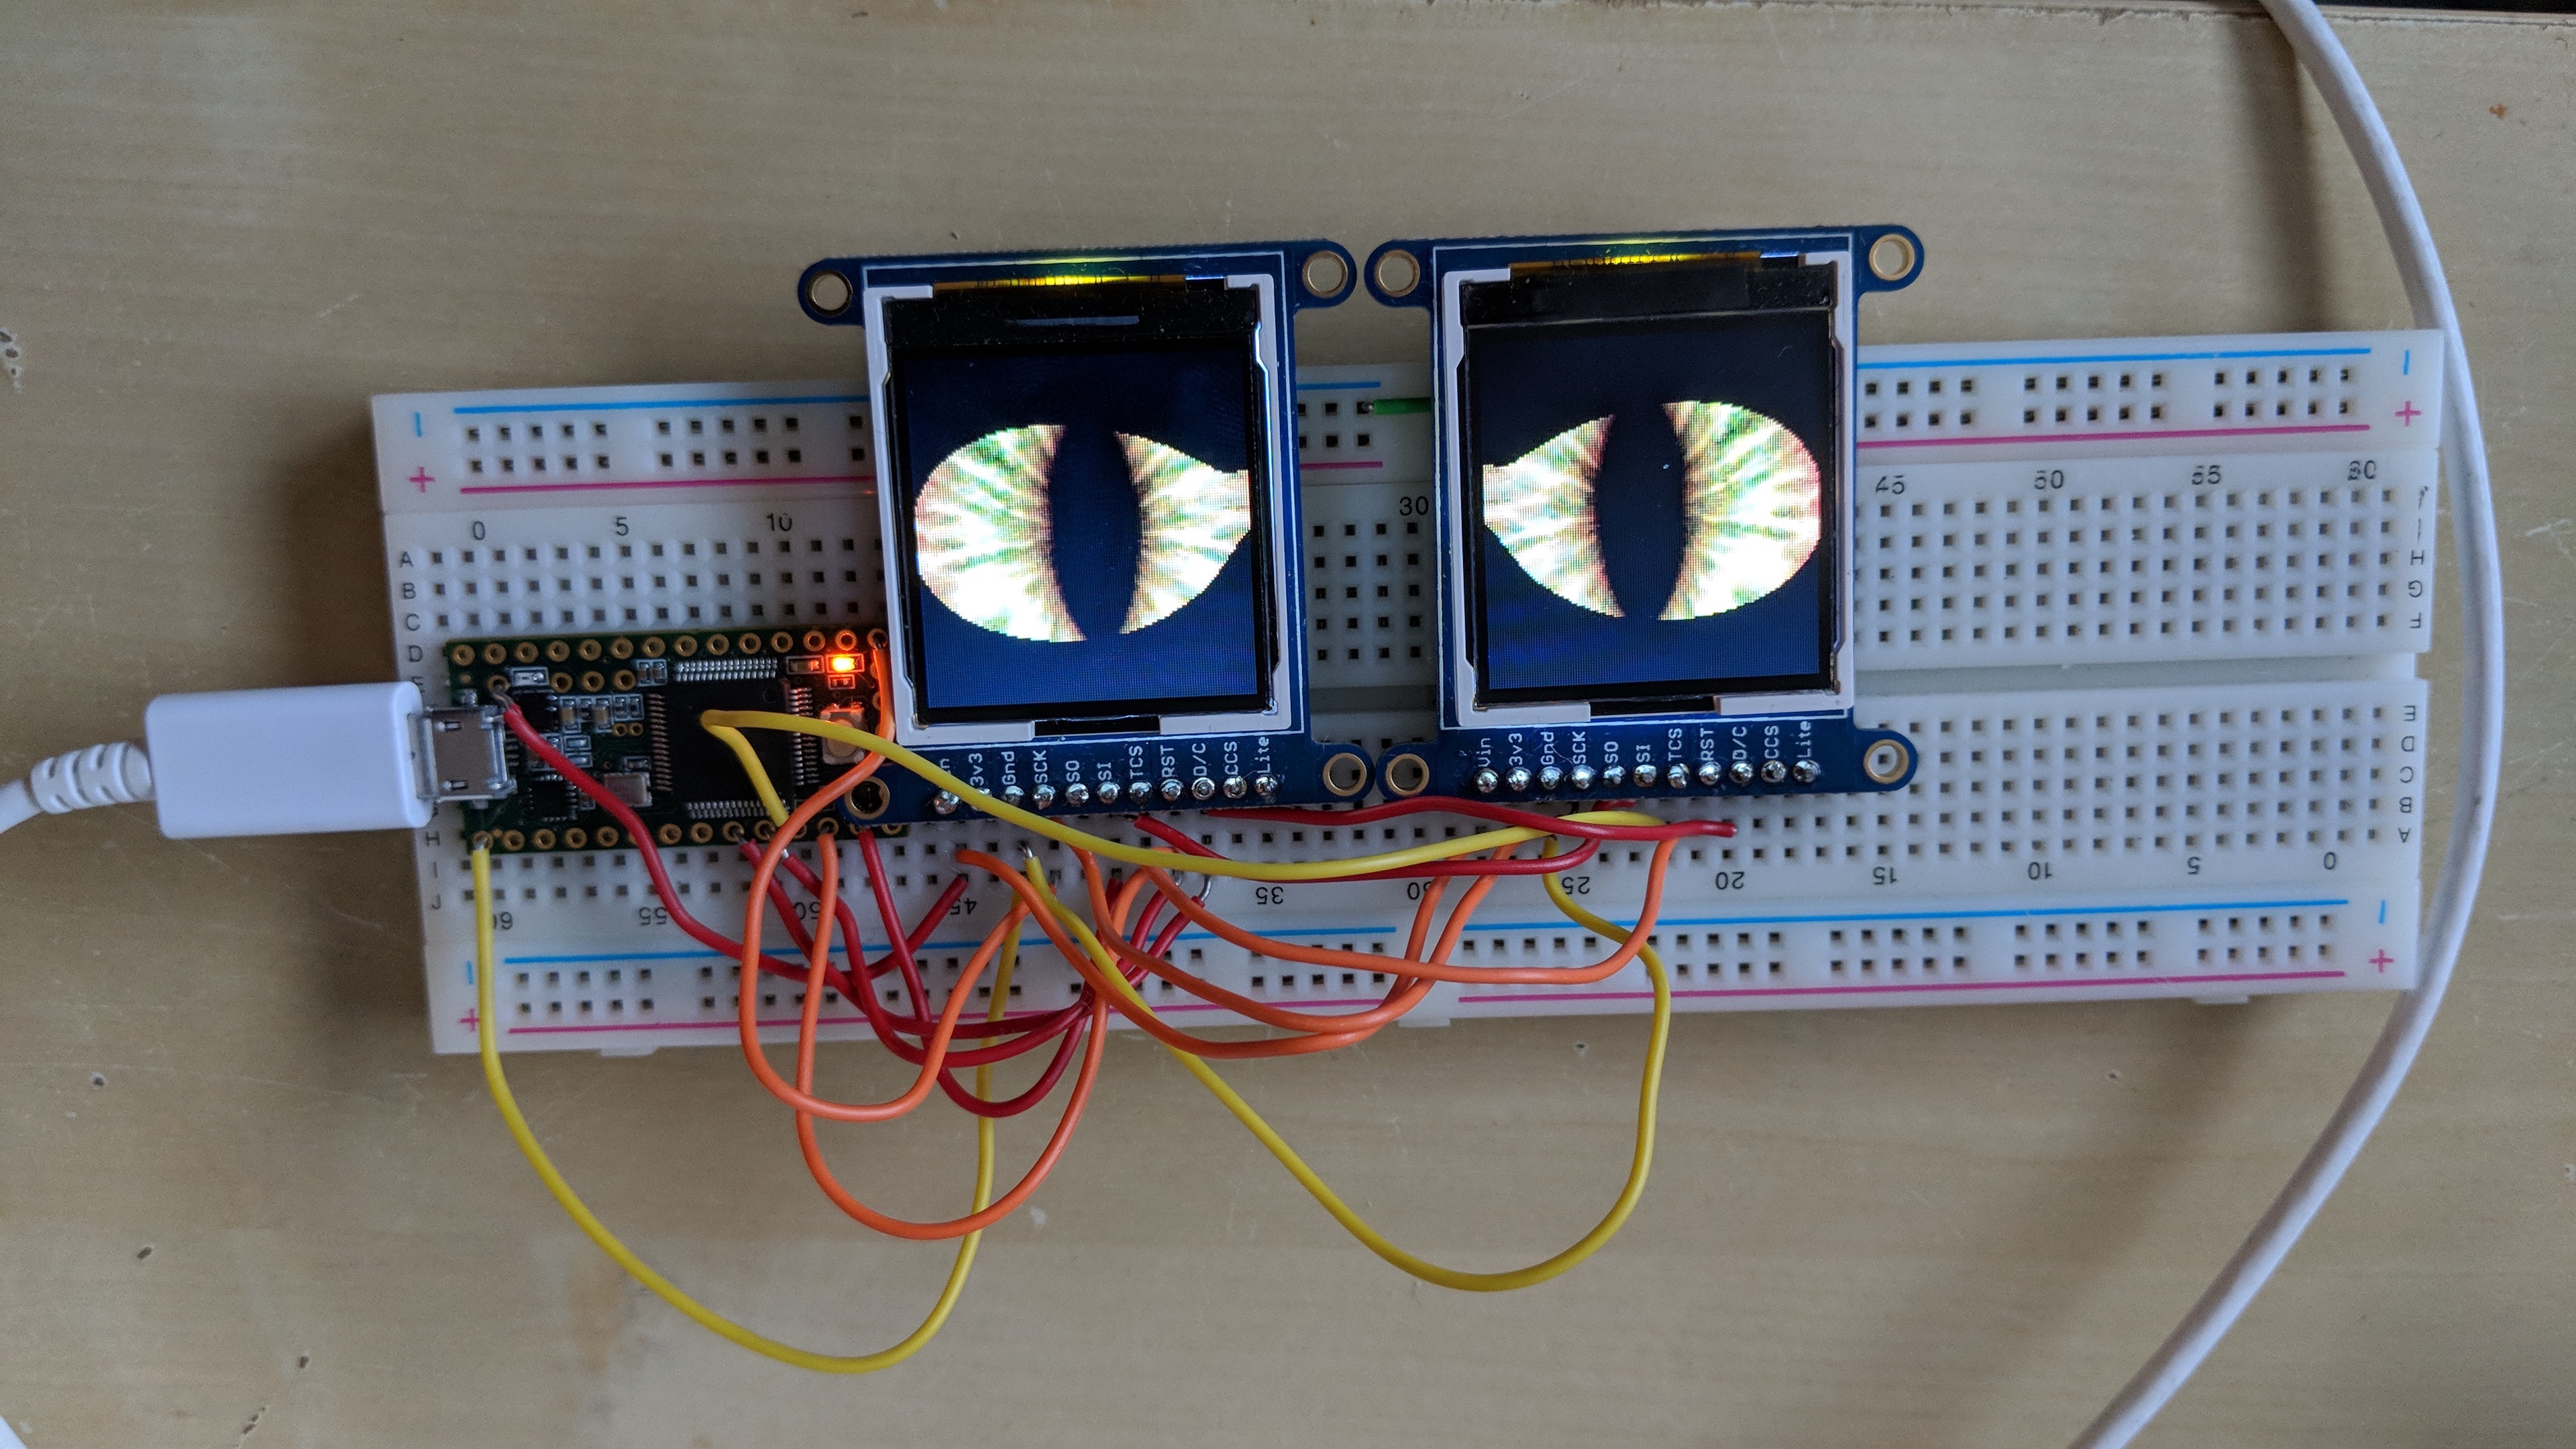 0 5 10
30
45 50 55 60
A
B
C
D
E
H
I
J
J
I
H
G
F
E
D
C
B
A
3v3 Gnd SCK SO SI TCS RST D/C CCS Lite
Vin 3v3 Gnd SCK SO SI TCS RST D/C CCS Lite
60 55 50 45 35 30 25 20 15 10 5 0